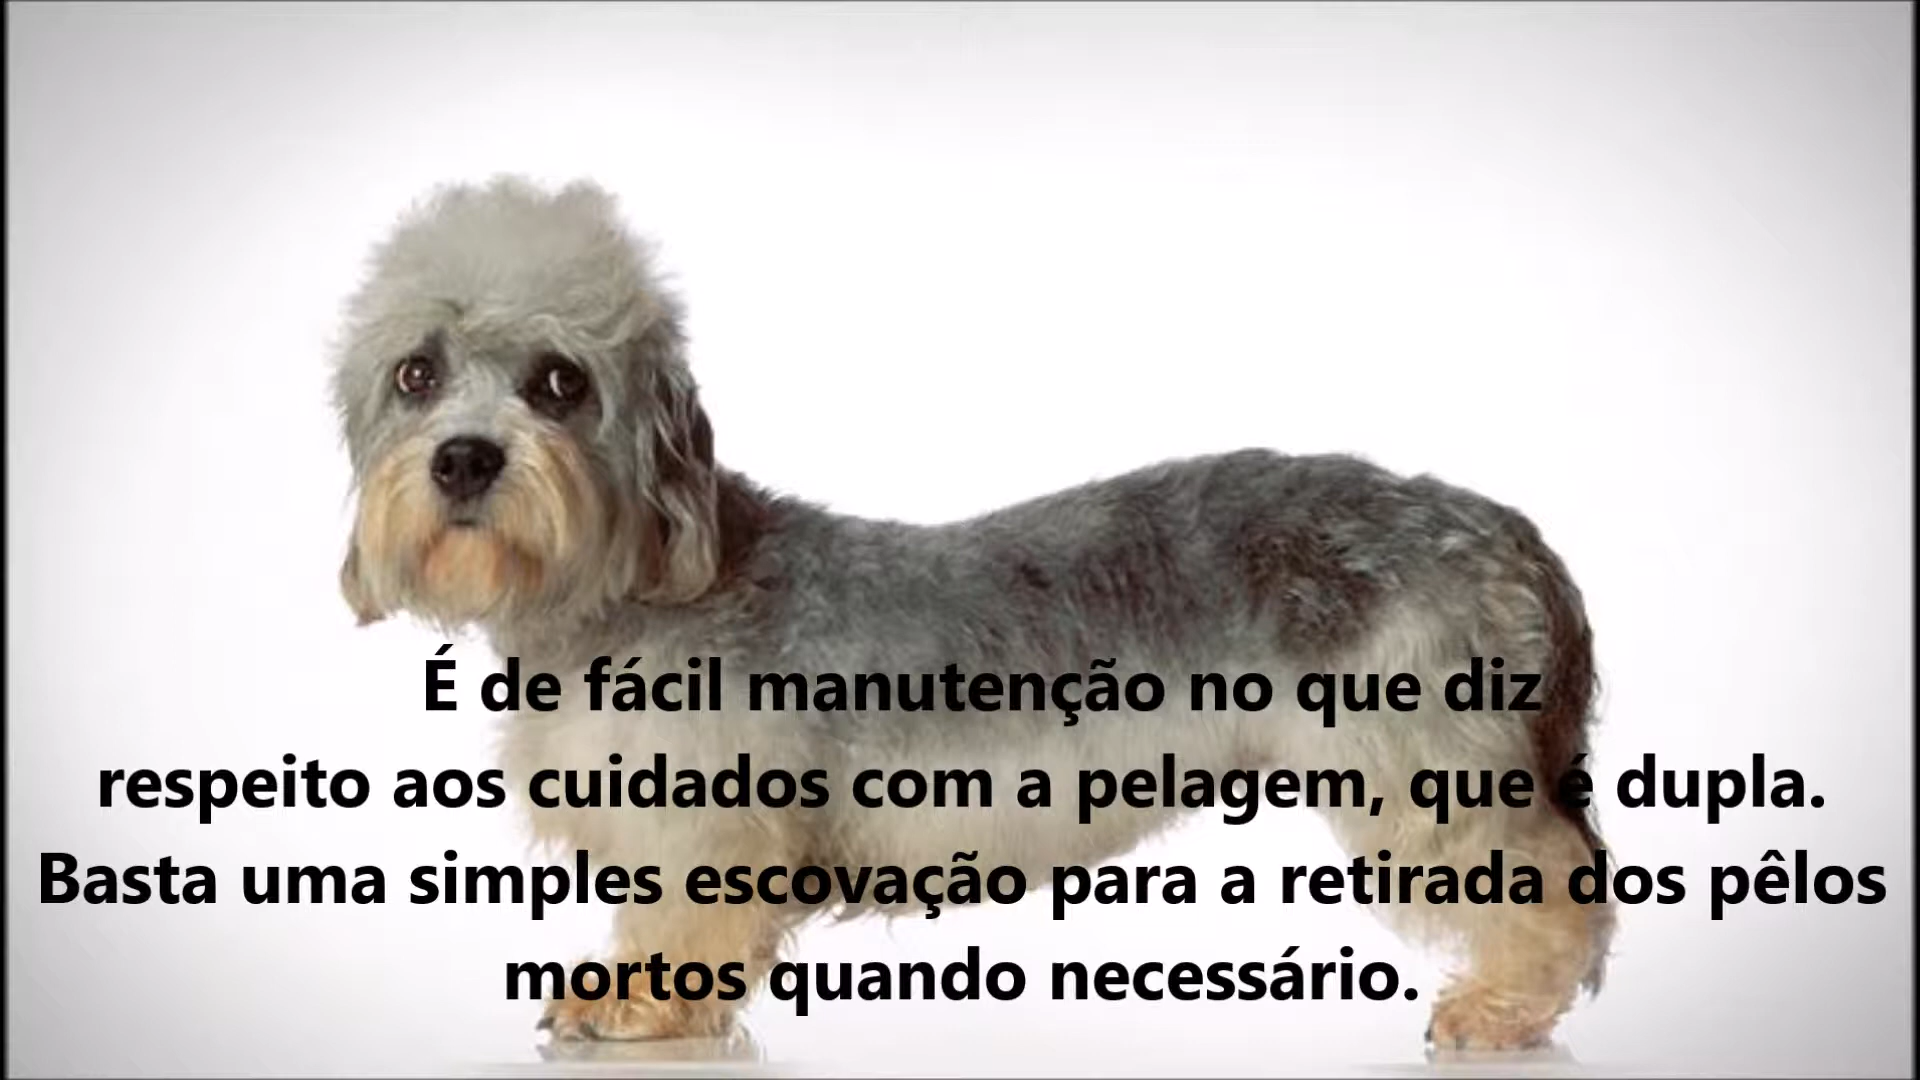 É de fácil manutenção no que diz
respeito aos cuidados com a pelagem, que é dupla.
Basta uma simples escovação para a retirada dos pêlos
mortos quando necessário.